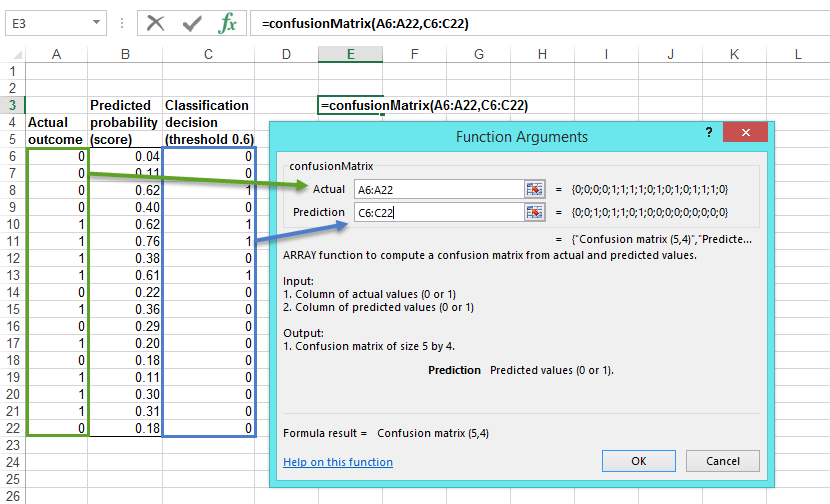 E3 fx =confusionMatrix(A6:A22,C6:C22)
A B C D E F G H I J K L
1
2
3 Predicted Classification =confusionMatrix(A6:A22,C6:C22)
4 Actual probability decision
5 outcome (score) (threshold 0.6)
6 0 0.04 0
7 0 0.11 0
8 0 0.62 1
9 0 0.40 0
10 1 0.62 1
11 1 0.76 1
12 1 0.38 0
13 1 0.61 1
14 0 0.22 0
15 1 0.36 0
16 0 0.29 0
17 1 0.20 0
18 0 0.18 0
19 1 0.11 0
20 1 0.30 0
21 1 0.31 0
22 0 0.18 0
23
24
25
26
Function Arguments ? ×
confusionMatrix
Actual A6:A22 = {0;0;0;0;1;1;1;1;0;1;0;1;0;1;1;1;0}
Prediction C6:C22 = {0;0;1;0;1;1;0;1;0;0;0;0;0;0;0;0;0}
= {"Confusion matrix (5,4)","Predicte...
ARRAY function to compute a confusion matrix from actual and predicted values.
Input:
1. Column of actual values (0 or 1)
2. Column of predicted values (0 or 1)
Output:
1. Confusion matrix of size 5 by 4.
Prediction Predicted values (0 or 1).
Formula result = Confusion matrix (5,4)
Help on this function
OK Cancel